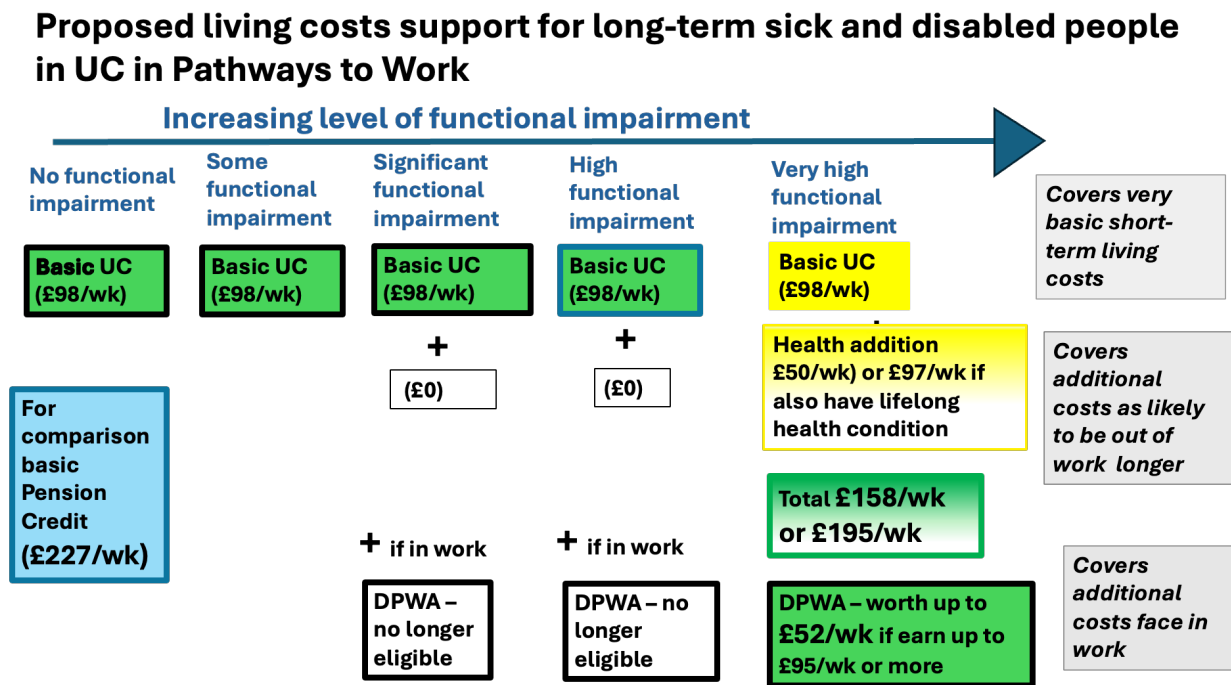 Proposed living costs support for long-term sick and disabled people
in UC in Pathways to Work
Increasing level of functional impairment
No functional
impairment
Some
functional
impairment
Significant
functional
impairment
High
functional
impairment
Very high
functional
impairment
Covers very
basic short-
term living
costs
Basic UC
(£98/wk)
Basic UC
(£98/wk)
Basic UC
(£98/wk)
Basic UC
(£98/wk)
Basic UC
(£98/wk)
+
(£0)
+
(£0)
Health addition
£50/wk) or £97/wk if
also have lifelong
health condition
Covers
additional
costs as likely
to be out of
work longer
For
comparison
basic
Pension
Credit
(£227/wk)
Total £158/wk
or £195/wk
+ if in work
+ if in work
DPWA –
no longer
eligible
DPWA – no
longer
eligible
DPWA – worth up to
£52/wk if earn up to
£95/wk or more
Covers
additional
costs face in
work